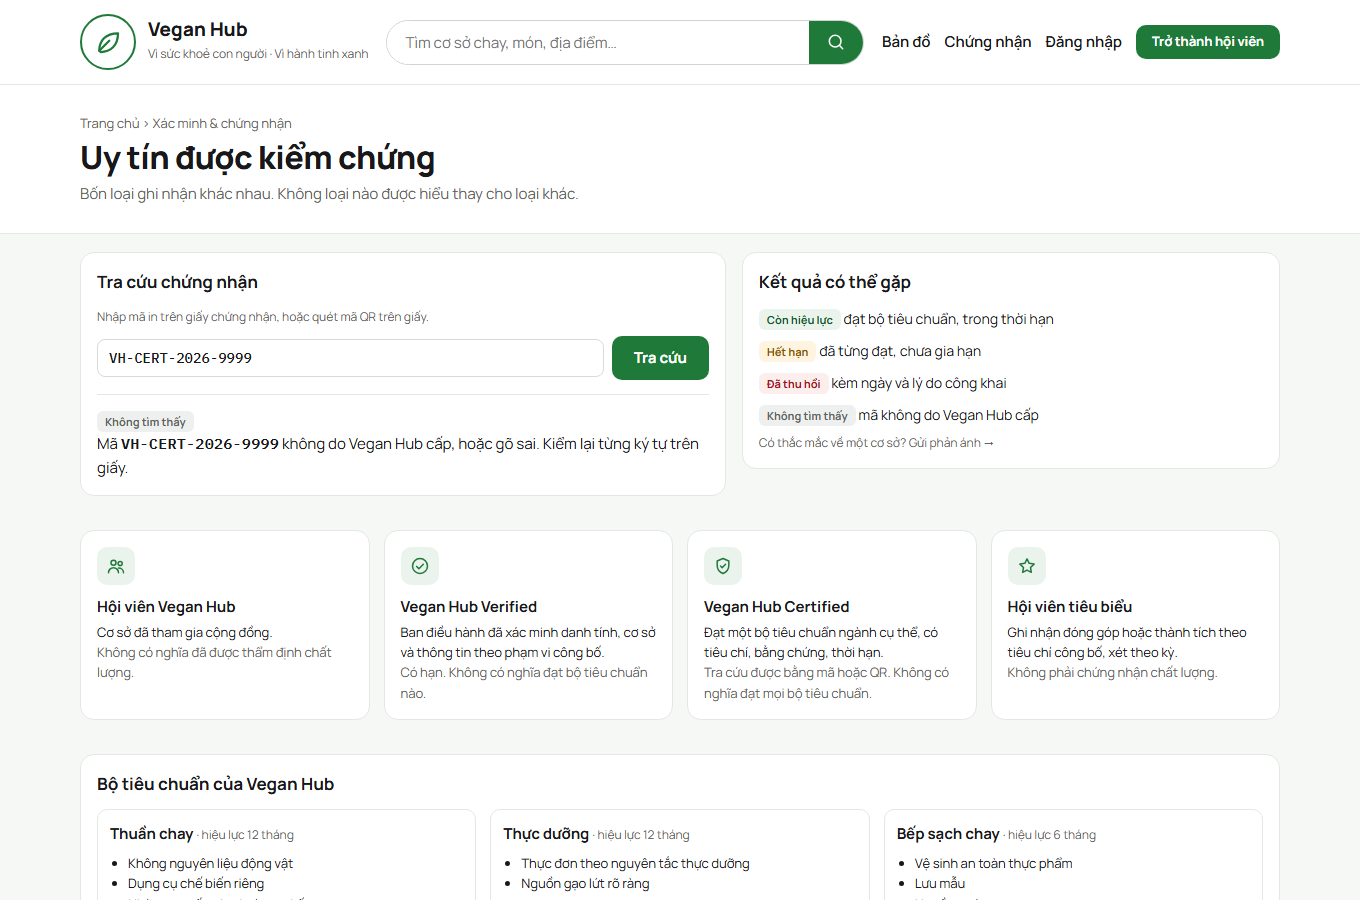 Vegan Hub
Vì sức khoẻ con người · Vì hành tinh xanh
Tìm cơ sở chay, món, địa điểm...
Bản đồ
Chứng nhận
Đăng nhập
Trở thành hội viên
Trang chủ › Xác minh & chứng nhận
Uy tín được kiểm chứng
Bốn loại ghi nhận khác nhau. Không loại nào được hiểu thay cho loại khác.
Tra cứu chứng nhận
Nhập mã in trên giấy chứng nhận, hoặc quét mã QR trên giấy.
VH-CERT-2026-9999
Tra cứu
Không tìm thấy
Mã VH-CERT-2026-9999 không do Vegan Hub cấp, hoặc gõ sai. Kiểm lại từng ký tự trên
giấy.
Kết quả có thể gặp
Còn hiệu lực đạt bộ tiêu chuẩn, trong thời hạn
Hết hạn đã từng đạt, chưa gia hạn
Đã thu hồi kèm ngày và lý do công khai
Không tìm thấy mã không do Vegan Hub cấp
Có thắc mắc về một cơ sở? Gửi phản ánh →
Hội viên Vegan Hub
Cơ sở đã tham gia cộng đồng.
Không có nghĩa đã được thẩm định chất
lượng.
Vegan Hub Verified
Ban điều hành đã xác minh danh tính, cơ sở
và thông tin theo phạm vi công bố.
Có hạn. Không có nghĩa đạt bộ tiêu chuẩn
nào.
Vegan Hub Certified
Đạt một bộ tiêu chuẩn ngành cụ thể, có
tiêu chí, bằng chứng, thời hạn.
Tra cứu được bằng mã hoặc QR. Không có
nghĩa đạt mọi bộ tiêu chuẩn.
Hội viên tiêu biểu
Ghi nhận đóng góp hoặc thành tích theo
tiêu chí công bố, xét theo kỳ.
Không phải chứng nhận chất lượng.
Bộ tiêu chuẩn của Vegan Hub
Thuần chay · hiệu lực 12 tháng
Không nguyên liệu động vật
Dụng cụ chế biến riêng
Thực dưỡng · hiệu lực 12 tháng
Thực đơn theo nguyên tắc thực dưỡng
Nguồn gạo lứt rõ ràng
Bếp sạch chay · hiệu lực 6 tháng
Vệ sinh an toàn thực phẩm
Lưu mẫu